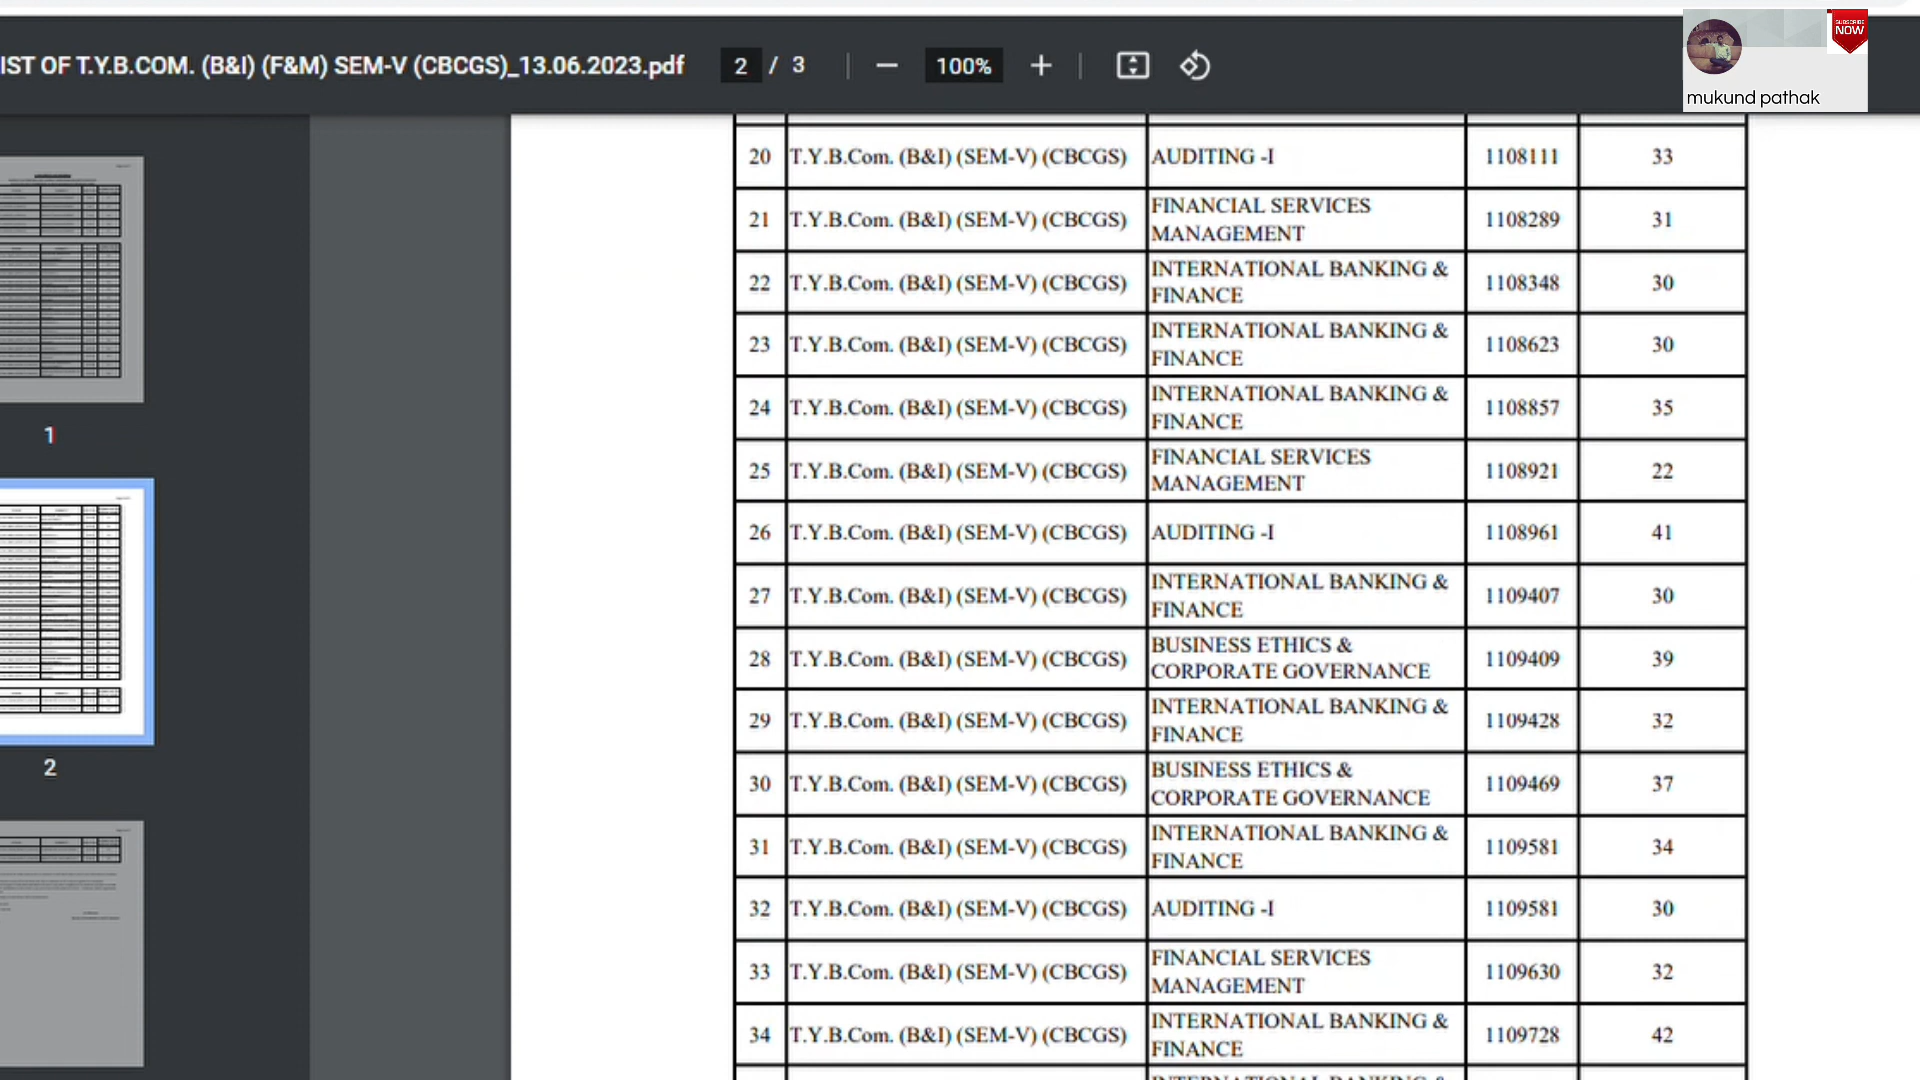 IST OF T.Y.B.COM. (B&I) (F&M) SEM-V (CBCGS)_13.06.2023.pdf 2 / 3 100%
SUBSCRIBE
NOW
mukund pathak
1
2
20 T.Y.B.Com. (B&I) (SEM-V) (CBCGS) AUDITING -I 1108111 33
21 T.Y.B.Com. (B&I) (SEM-V) (CBCGS) FINANCIAL SERVICES MANAGEMENT 1108289 31
22 T.Y.B.Com. (B&I) (SEM-V) (CBCGS) INTERNATIONAL BANKING & FINANCE 1108348 30
23 T.Y.B.Com. (B&I) (SEM-V) (CBCGS) INTERNATIONAL BANKING & FINANCE 1108623 30
24 T.Y.B.Com. (B&I) (SEM-V) (CBCGS) INTERNATIONAL BANKING & FINANCE 1108857 35
25 T.Y.B.Com. (B&I) (SEM-V) (CBCGS) FINANCIAL SERVICES MANAGEMENT 1108921 22
26 T.Y.B.Com. (B&I) (SEM-V) (CBCGS) AUDITING -I 1108961 41
27 T.Y.B.Com. (B&I) (SEM-V) (CBCGS) INTERNATIONAL BANKING & FINANCE 1109407 30
28 T.Y.B.Com. (B&I) (SEM-V) (CBCGS) BUSINESS ETHICS & CORPORATE GOVERNANCE 1109409 39
29 T.Y.B.Com. (B&I) (SEM-V) (CBCGS) INTERNATIONAL BANKING & FINANCE 1109428 32
30 T.Y.B.Com. (B&I) (SEM-V) (CBCGS) BUSINESS ETHICS & CORPORATE GOVERNANCE 1109469 37
31 T.Y.B.Com. (B&I) (SEM-V) (CBCGS) INTERNATIONAL BANKING & FINANCE 1109581 34
32 T.Y.B.Com. (B&I) (SEM-V) (CBCGS) AUDITING -I 1109581 30
33 T.Y.B.Com. (B&I) (SEM-V) (CBCGS) FINANCIAL SERVICES MANAGEMENT 1109630 32
34 T.Y.B.Com. (B&I) (SEM-V) (CBCGS) INTERNATIONAL BANKING & FINANCE 1109728 42